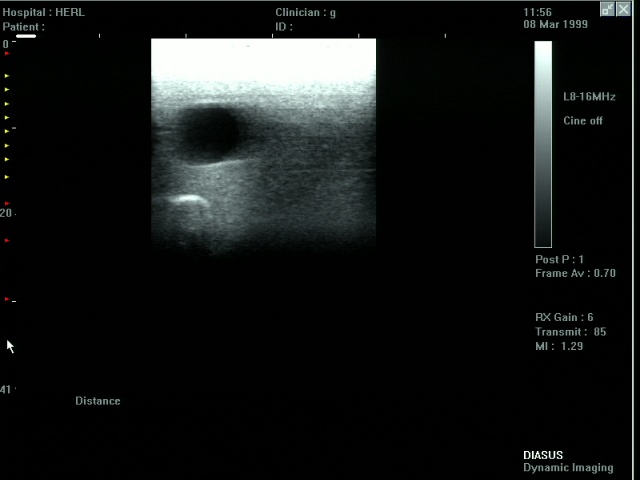 Hospital : HERL
Clinician : g
11:56
Patient :
ID :
08 Mar 1999
0
L8-16MHz
Cine off
20
Post P : 1
Frame Av : 0.70
RX Gain : 6
Transmit : 85
MI : 1.29
41
Distance
DIASUS
Dynamic Imaging